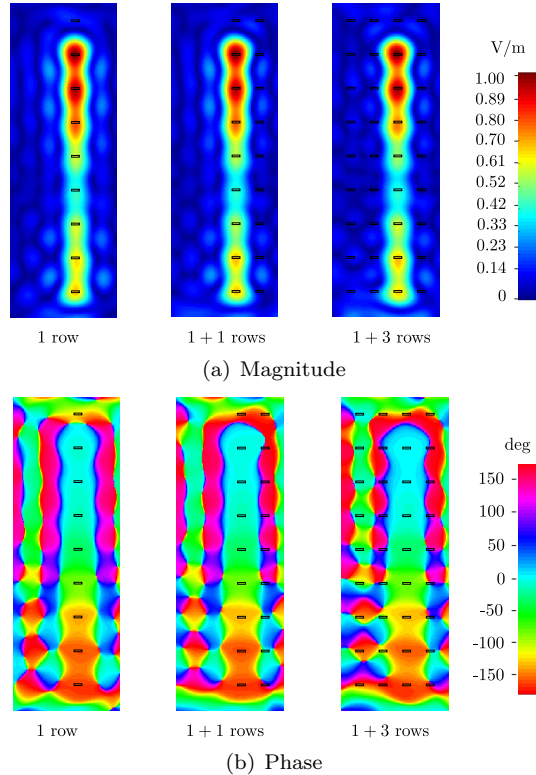 V/m
1.00
0.89
0.80
0.70
0.61
0.52
0.42
0.33
0.23
0.14
0
1 row
1 + 1 rows
1 + 3 rows
(a) Magnitude
deg
150
100
50
0
-50
-100
-150
1 row
1 + 1 rows
1 + 3 rows
(b) Phase